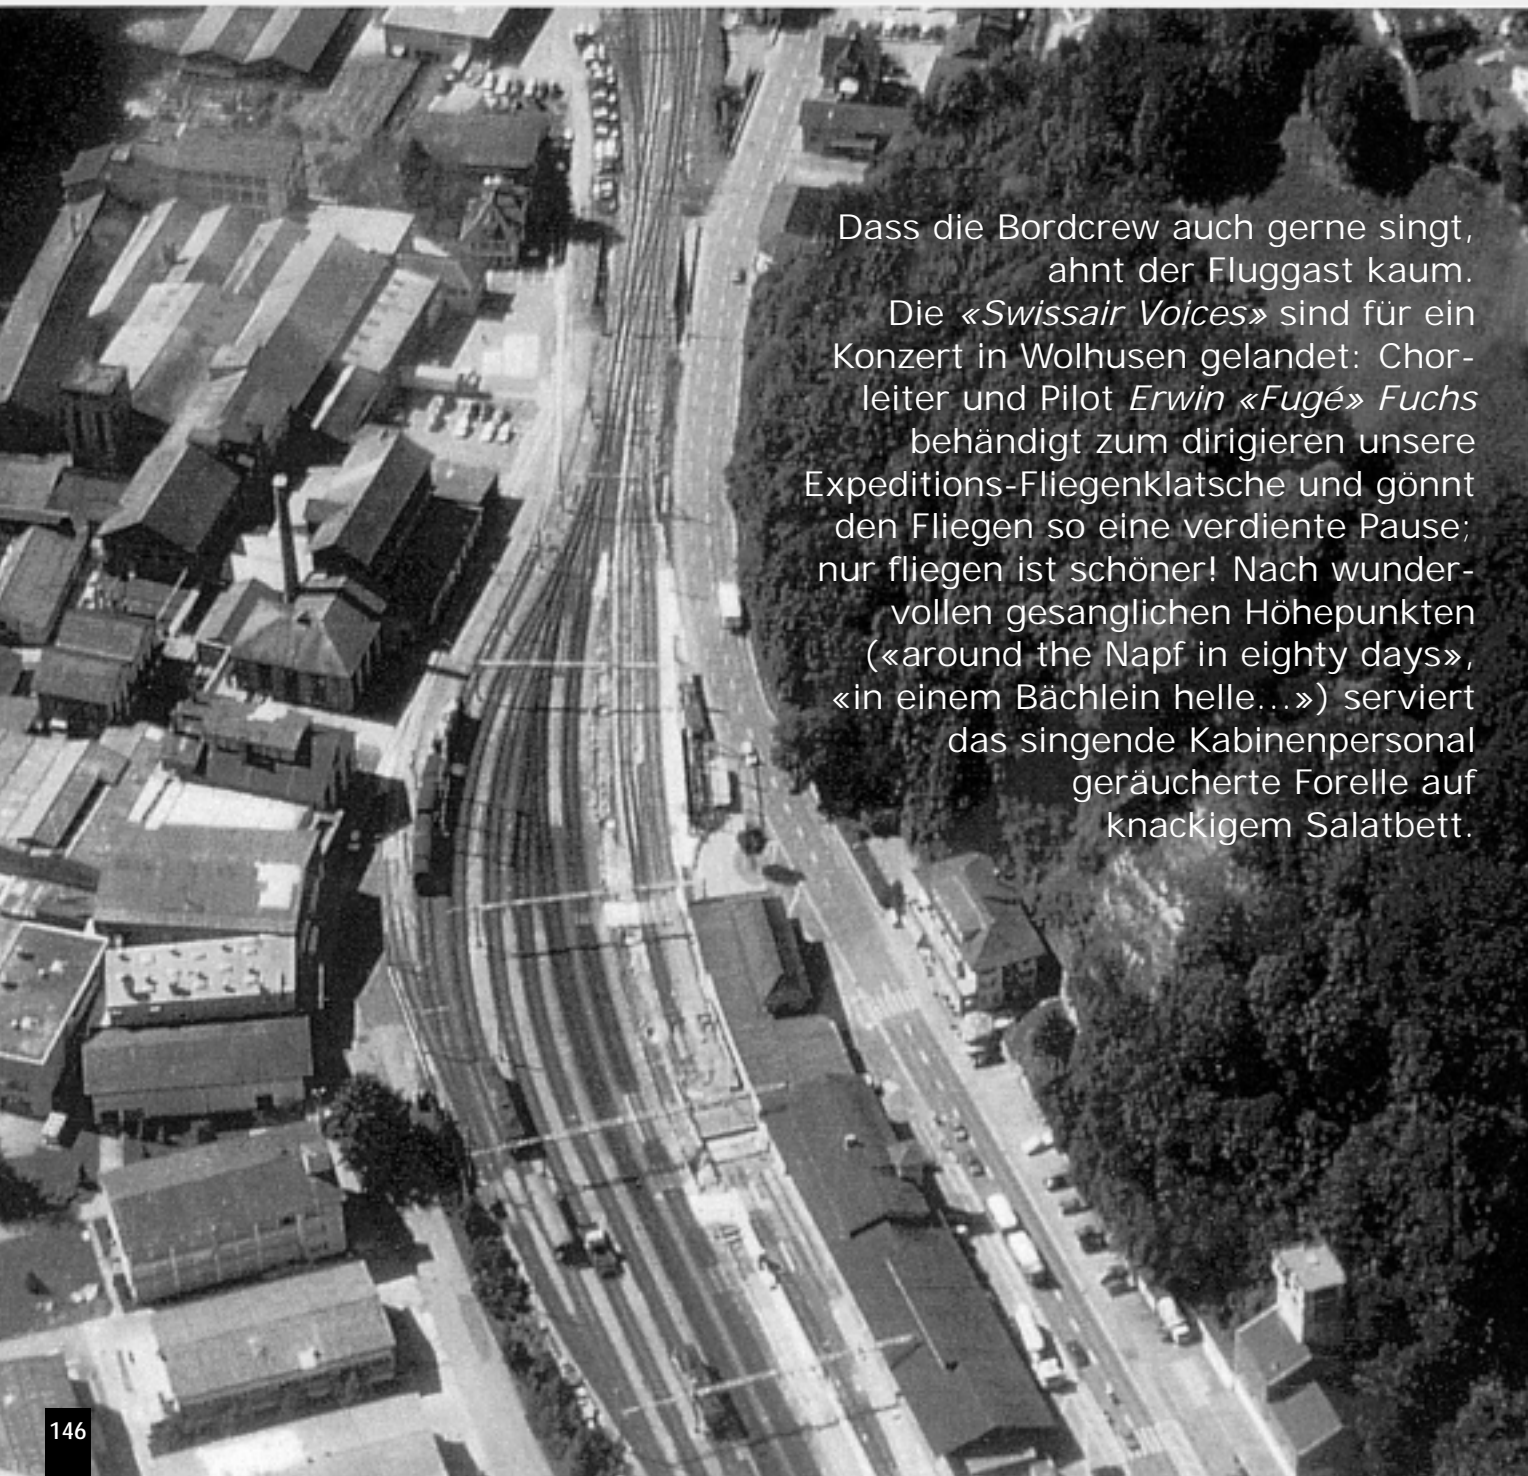 Dass die Bordcrew auch gerne singt,
ahnt der Fluggast kaum.
Die «Swissair Voices» sind für ein
Konzert in Wolhusen gelandet: Chor-
leiter und Pilot Erwin «Fugé» Fuchs
behändigt zum dirigieren unsere
Expeditions-Fliegenklatsche und gönnt
den Fliegen so eine verdiente Pause;
nur fliegen ist schöner! Nach wunder-
vollen gesanglichen Höhepunkten
(«around the Napf in eighty days»,
«in einem Bächlein helle...») serviert
das singende Kabinenpersonal
geräucherte Forelle auf
knackigem Salatbett.
146